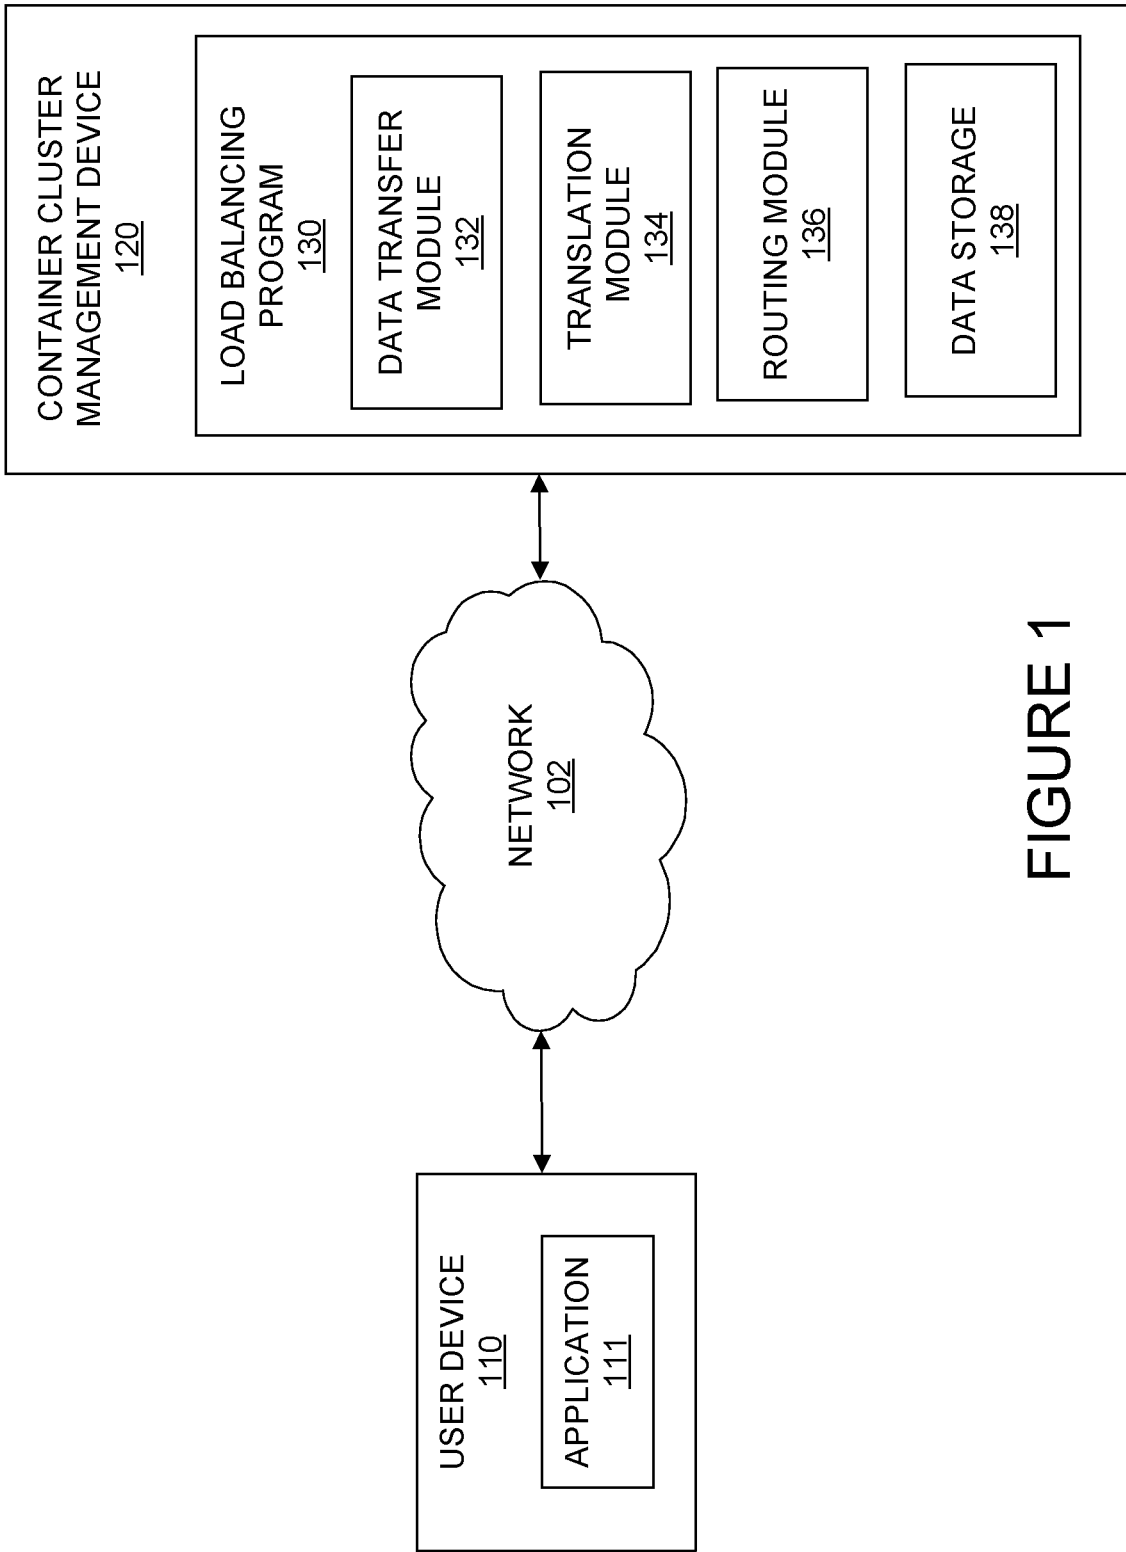 CONTAINER CLUSTER
MANAGEMENT DEVICE
120
LOAD BALANCING
PROGRAM
130
DATA TRANSFER
MODULE
132
TRANSLATION
MODULE
134
ROUTING MODULE
136
DATA STORAGE
138
NETWORK
102
USER DEVICE
110
APPLICATION
111
FIGURE 1